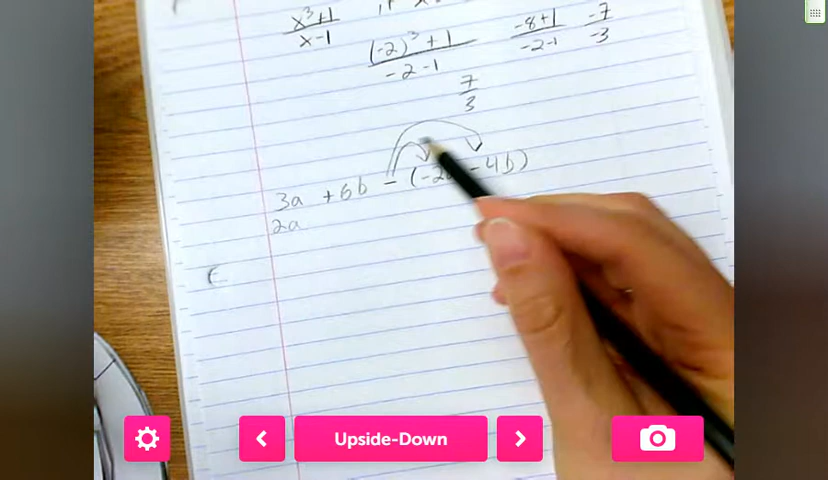 x³+1 if x
x-1
(-2)³ + 1
-2 -1
-8+1
-2-1
-7
-3
7
3
3a + 6b - (-2a - 4b)
2a
(
Upside-Down